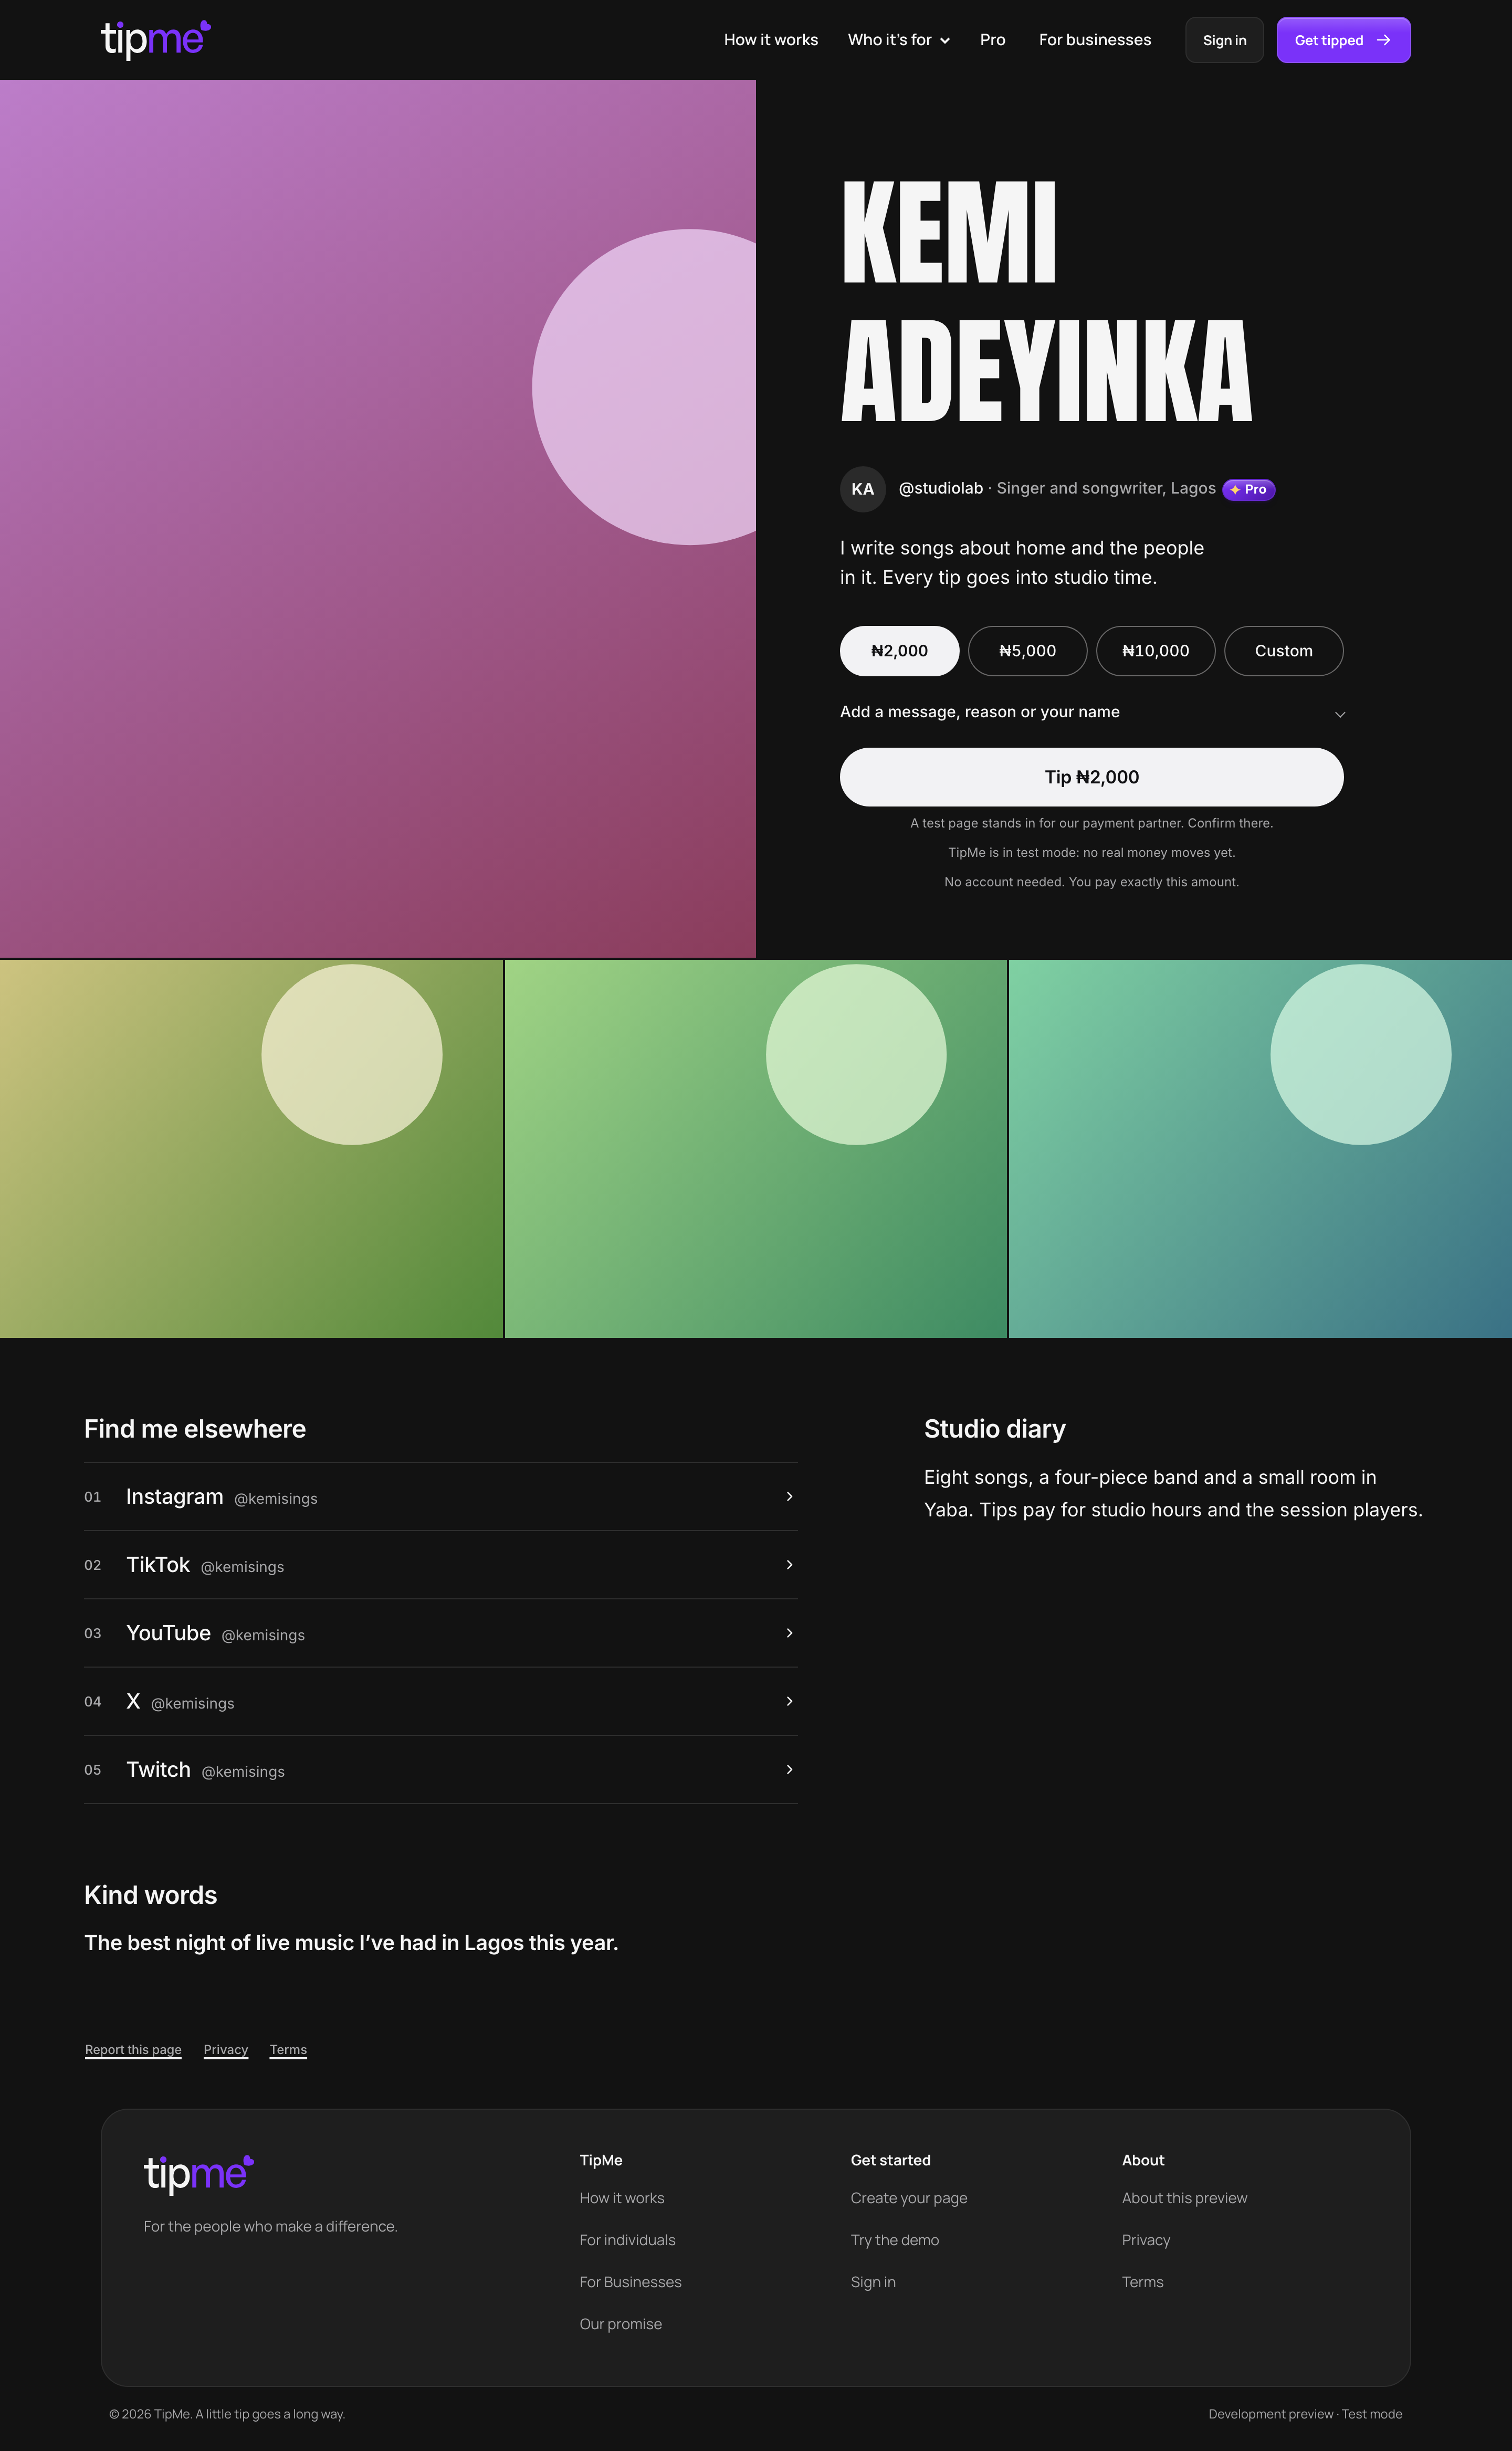 tipme
How it works
Who it's for
Pro
For businesses
Sign in
Get tipped
KEMI
ADEYINKA
KA
@studiolab · Singer and songwriter, Lagos
Pro
I write songs about home and the people
in it. Every tip goes into studio time.
₦2,000
₦5,000
₦10,000
Custom
Add a message, reason or your name
Tip ₦2,000
A test page stands in for our payment partner. Confirm there.
TipMe is in test mode: no real money moves yet.
No account needed. You pay exactly this amount.
Find me elsewhere
01 Instagram @kemisings
02 TikTok @kemisings
03 YouTube @kemisings
04 X @kemisings
05 Twitch @kemisings
Studio diary
Eight songs, a four-piece band and a small room in
Yaba. Tips pay for studio hours and the session players.
Kind words
The best night of live music I’ve had in Lagos this year.
Report this page
Privacy
Terms
tipme
For the people who make a difference.
TipMe
How it works
For individuals
For Businesses
Our promise
Get started
Create your page
Try the demo
Sign in
About
About this preview
Privacy
Terms
© 2026 TipMe. A little tip goes a long way.
Development preview · Test mode